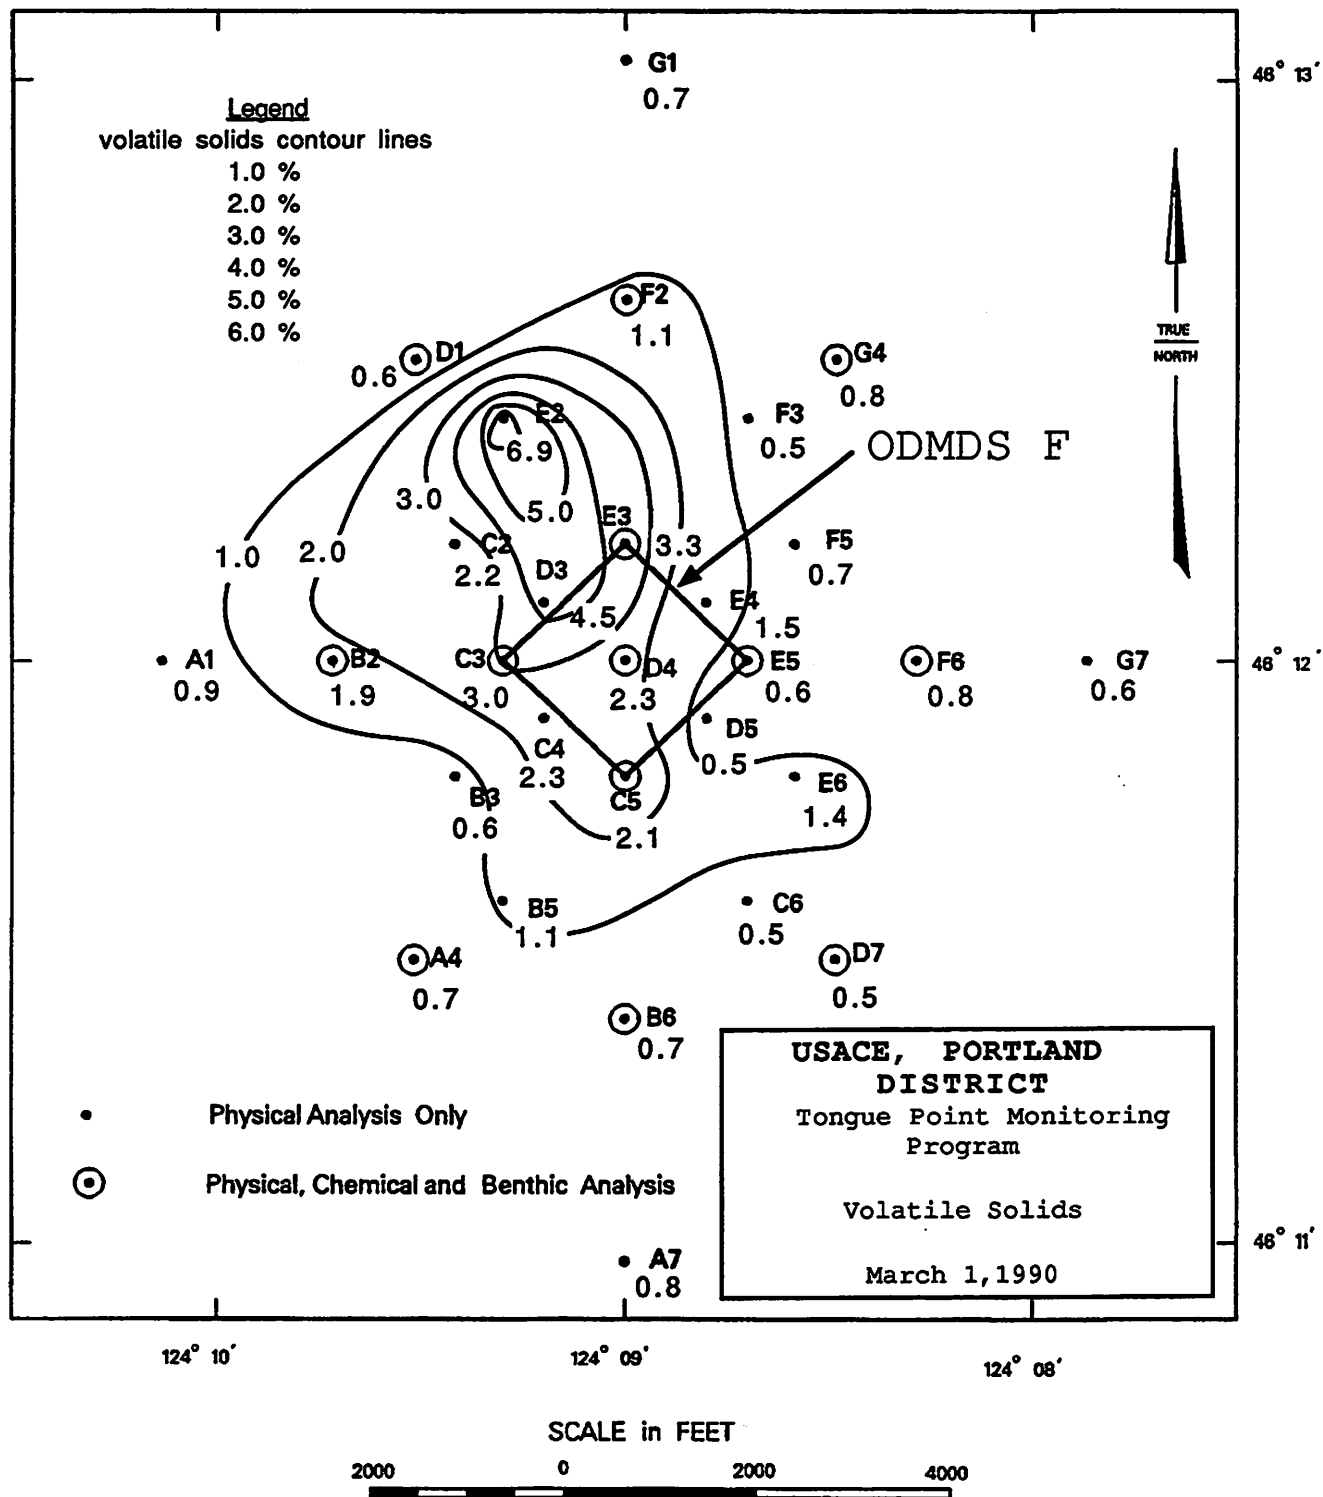 G1
0.7
46° 13′
Legend
volatile solids contour lines
1.0 %
2.0 %
3.0 %
4.0 %
5.0 %
6.0 %
TRUE
NORTH
F2
1.1
D1
0.6
G4
0.8
E2
6.9
F3
0.5
ODMDS F
3.0
5.0
E3
1.0
2.0
C2
2.2
3.3
F5
0.7
D3
4.5
E4
1.5
A1
0.9
B2
1.9
C3
3.0
D4
2.3
E5
0.6
F6
0.8
G7
0.6
46° 12′
C4
2.3
D5
0.5
B3
0.6
C5
2.1
E6
1.4
B5
1.1
C6
0.5
A4
0.7
D7
0.5
B6
0.7
USACE, PORTLAND
DISTRICT
Tongue Point Monitoring
Program
Volatile Solids
March 1,1990
Physical Analysis Only
Physical, Chemical and Benthic Analysis
A7
0.8
46° 11′
124° 10′
124° 09′
124° 08′
SCALE in FEET
2000 0 2000 4000